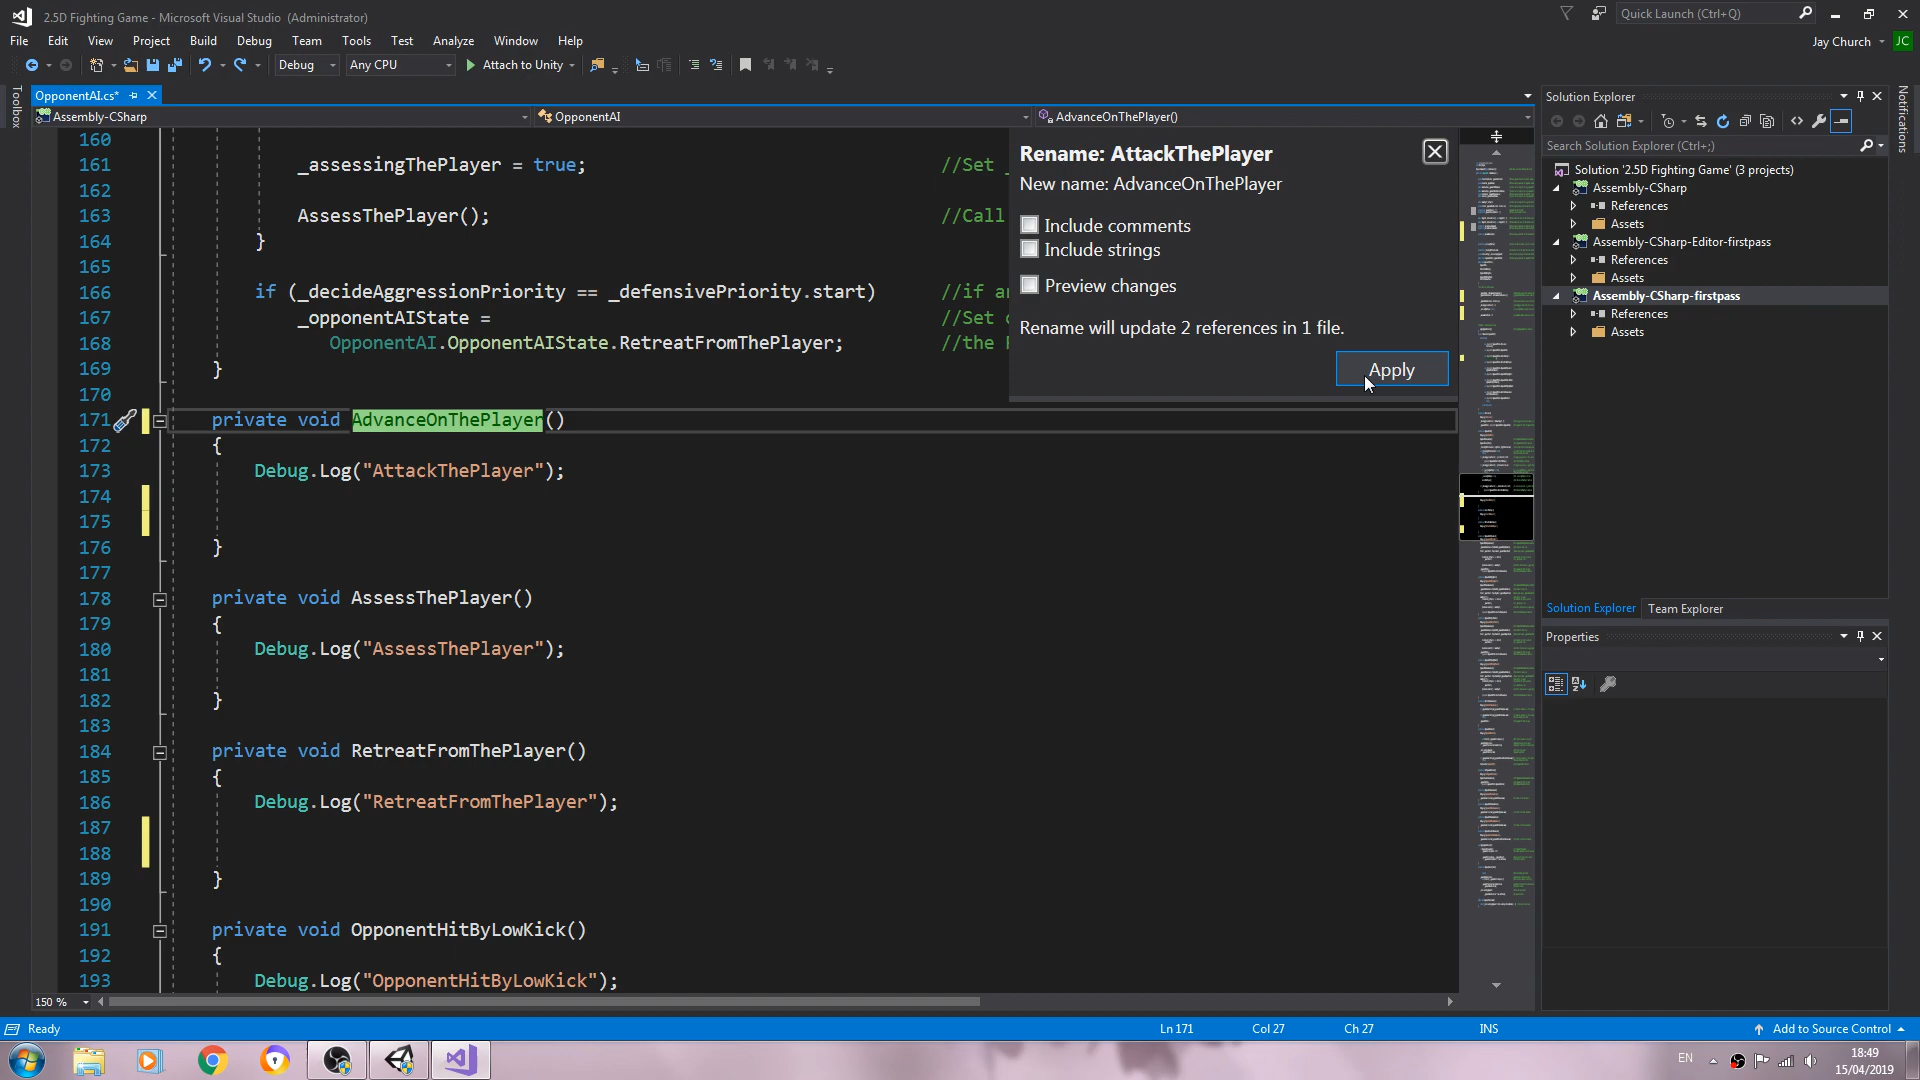 2.5D Fighting Game - Microsoft Visual Studio (Administrator)
Quick Launch (Ctrl+Q)
File Edit View Project Build Debug Team Tools Test Analyze Window Help
Jay Church JC
Debug Any CPU Attach to Unity
Toolbox
OpponentAI.cs*
Assembly-CSharp OpponentAI AdvanceOnThePlayer()
160
161 _assessingThePlayer = true; //Set
162
163 AssessThePlayer(); //Call
164 }
165
166 if (_decideAggressionPriority == _defensivePriority.start) //if
167 _opponentAIState = //Set
168 OpponentAI.OpponentAIState.RetreatFromThePlayer; //the
169 }
170
171 private void AdvanceOnThePlayer()
172 {
173 Debug.Log("AttackThePlayer");
174
175
176 }
177
178 private void AssessThePlayer()
179 {
180 Debug.Log("AssessThePlayer");
181
182 }
183
184 private void RetreatFromThePlayer()
185 {
186 Debug.Log("RetreatFromThePlayer");
187
188
189 }
190
191 private void OpponentHitByLowKick()
192 {
193 Debug.Log("OpponentHitByLowKick");
Rename: AttackThePlayer
New name: AdvanceOnThePlayer
Include comments
Include strings
Preview changes
Rename will update 2 references in 1 file.
Apply
Solution Explorer
Search Solution Explorer (Ctrl+;)
Solution '2.5D Fighting Game' (3 projects)
Assembly-CSharp
References
Assets
Assembly-CSharp-Editor-firstpass
References
Assets
Assembly-CSharp-firstpass
References
Assets
Solution Explorer Team Explorer
Properties
Notifications
150 %
Ready Ln 171 Col 27 Ch 27 INS Add to Source Control
EN
18:49
15/04/2019